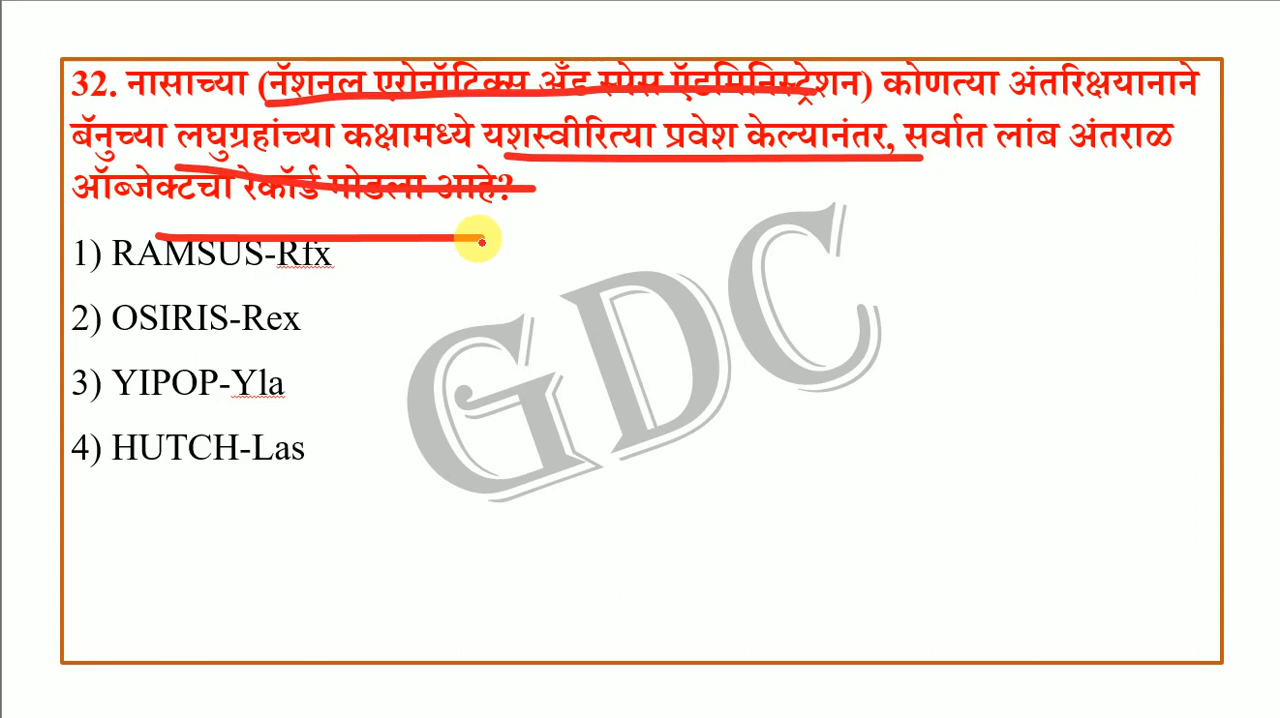 32. नासाच्या (नॅशनल एरोनॉटिक्स अँड स्पेस ऍडमिनिस्ट्रेशन) कोणत्या अंतरिक्षयानाने
बॅनुच्या लघुग्रहांच्या कक्षामध्ये यशस्वीरित्या प्रवेश केल्यानंतर, सर्वात लांब अंतराळ
ऑब्जेक्टचा रेकॉर्ड मोडला आहे?
1) RAMSUS-Rfx
2) OSIRIS-Rex
3) YIPOP-Yla
4) HUTCH-Las
GDC